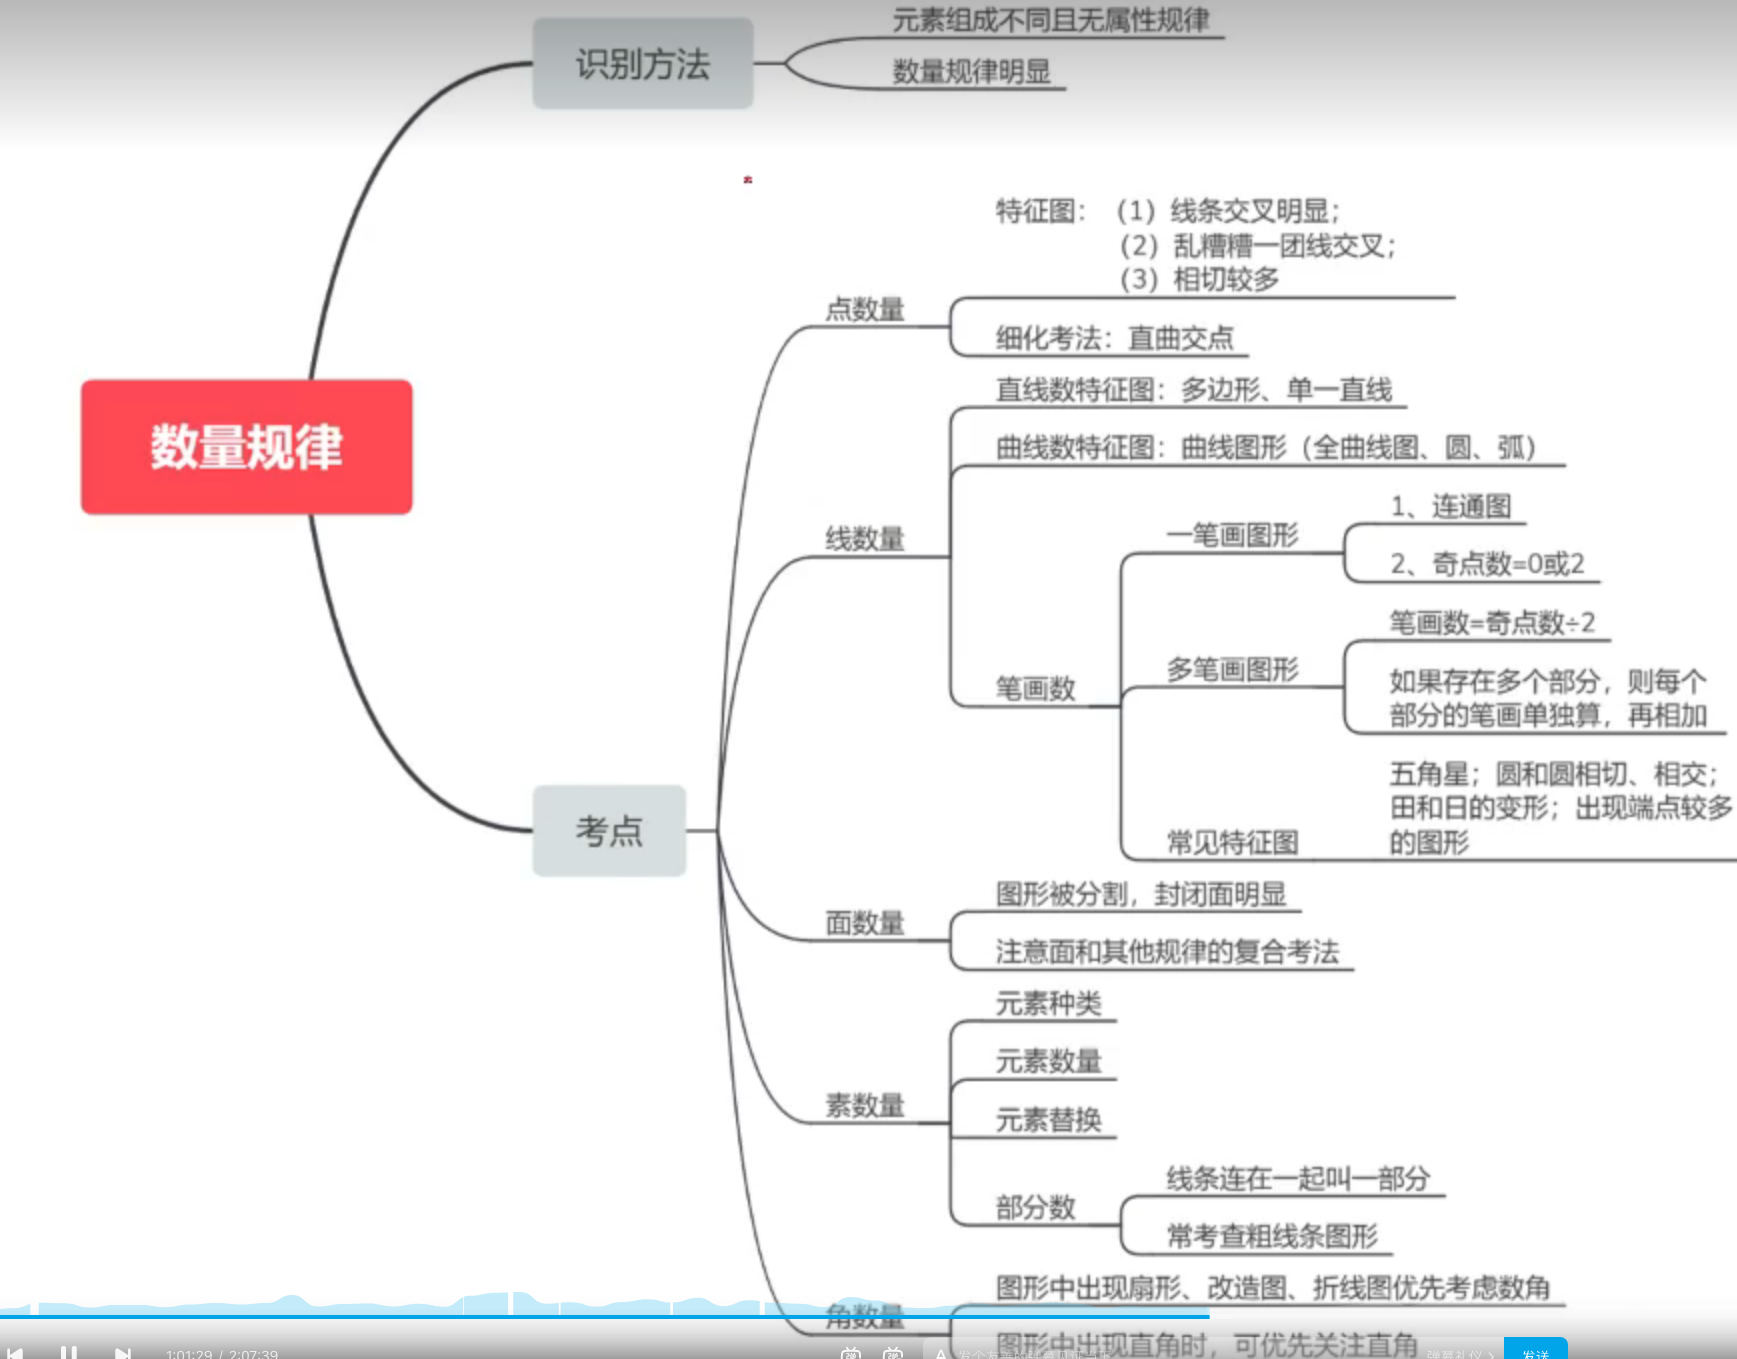 元素组成不同且无属性规律
识别方法
数量规律明显
特征图：（1）线条交叉明显；
（2）乱糟糟一团线交叉；
（3）相切较多
点数量
细化考法：直曲交点
直线数特征图：多边形、单一直线
数量规律
曲线数特征图：曲线图形（全曲线图、圆、弧）
线数量
1、连通图
一笔画图形
2、奇点数=0或2
笔画数=奇点数÷2
多笔画图形
如果存在多个部分，则每个
部分的笔画单独算，再相加
笔画数
五角星；圆和圆相切、相交；
田和日的变形；出现端点较多
的图形
常见特征图
考点
图形被分割，封闭面明显
面数量
注意面和其他规律的复合考法
元素种类
元素数量
素数量
元素替换
线条连在一起叫一部分
部分数
常考查粗线条图形
图形中出现扇形、改造图、折线图优先考虑数角
角数量
图形中出现直角时，可优先关注直角
1:01:29 / 2:07:39
弹幕礼仪
发送